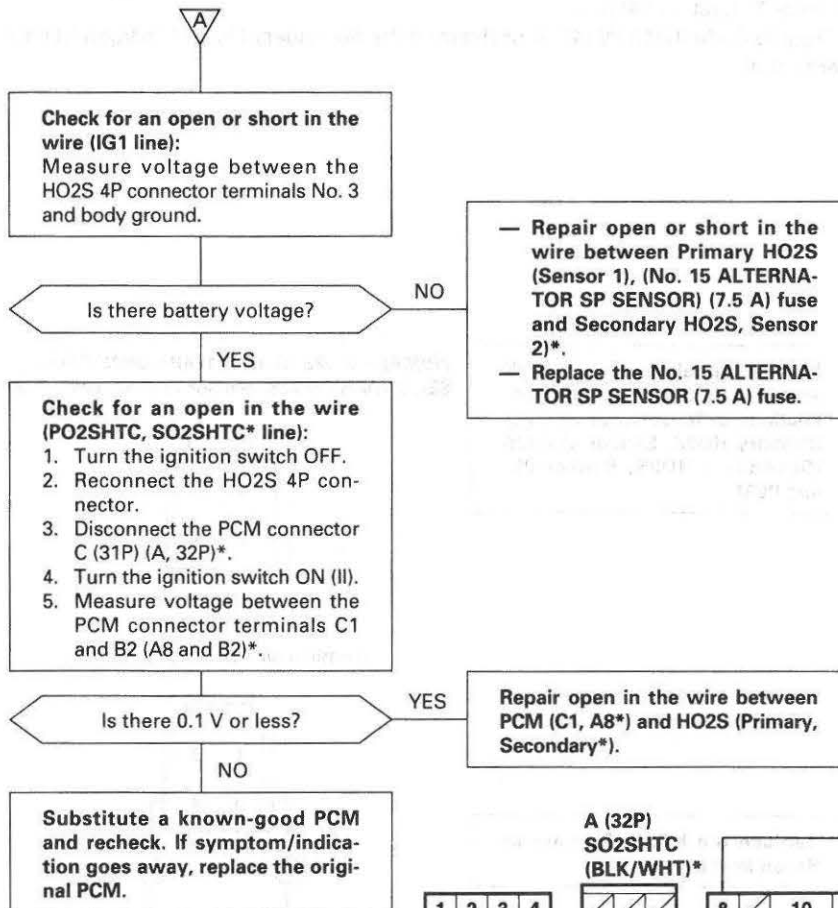 A
Check for an open or short in the
wire (IG1 line):
Measure voltage between the
HO2S 4P connector terminals No. 3
and body ground.
Is there battery voltage?
NO
— Repair open or short in the
wire between Primary HO2S
(Sensor 1), (No. 15 ALTERNA-
TOR SP SENSOR) (7.5 A) fuse
and Secondary HO2S, Sensor
2)*.
— Replace the No. 15 ALTERNA-
TOR SP SENSOR (7.5 A) fuse.
YES
Check for an open in the wire
(PO2SHTC, SO2SHTC* line):
1. Turn the ignition switch OFF.
2. Reconnect the HO2S 4P con-
nector.
3. Disconnect the PCM connector
C (31P) (A, 32P)*.
4. Turn the ignition switch ON (II).
5. Measure voltage between the
PCM connector terminals C1
and B2 (A8 and B2)*.
Is there 0.1 V or less?
YES
Repair open in the wire between
PCM (C1, A8*) and HO2S (Primary,
Secondary*).
NO
Substitute a known-good PCM
and recheck. If symptom/indica-
tion goes away, replace the origi-
nal PCM.
A (32P)
SO2SHTC
(BLK/WHT)*
1 2 3 4
8 10